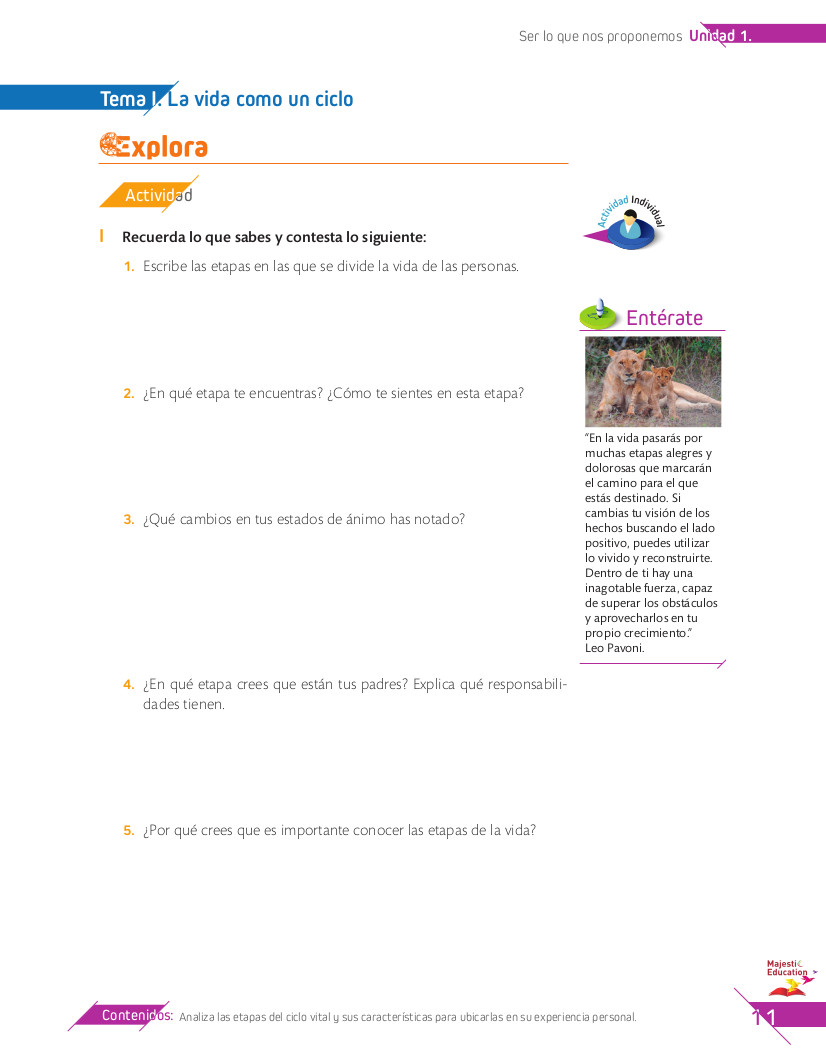 Ser lo que nos proponemos Unidad 1.
Tema I. La vida como un ciclo
Explora
Actividad
Actividad Individual
I Recuerda lo que sabes y contesta lo siguiente:
1. Escribe las etapas en las que se divide la vida de las personas.
2. ¿En qué etapa te encuentras? ¿Cómo te sientes en esta etapa?
3. ¿Qué cambios en tus estados de ánimo has notado?
4. ¿En qué etapa crees que están tus padres? Explica qué responsabili-
dades tienen.
5. ¿Por qué crees que es importante conocer las etapas de la vida?
Entérate
"En la vida pasarás por
muchas etapas alegres y
dolorosas que marcarán
el camino para el que
estás destinado. Si
cambias tu visión de los
hechos buscando el lado
positivo, puedes utilizar
lo vivido y reconstruirte.
Dentro de ti hay una
inagotable fuerza, capaz
de superar los obstáculos
y aprovecharlos en tu
propio crecimiento."
Leo Pavoni.
Majestic
Education
Contenidos: Analiza las etapas del ciclo vital y sus características para ubicarlas en su experiencia personal.
11